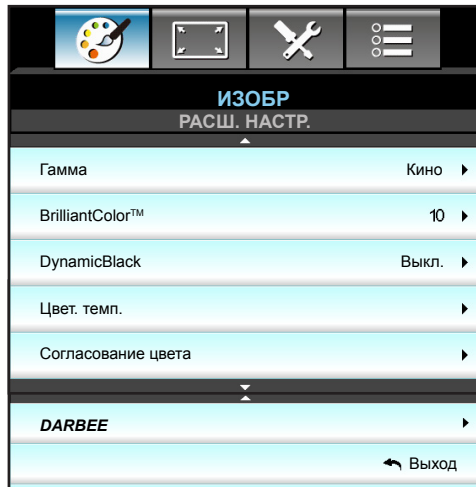 ИЗОБР
РАСШ. НАСТР.
Гамма Кино
BrilliantColor™ 10
DynamicBlack Выкл.
Цвет. темп.
Согласование цвета
DARBEE
Выход